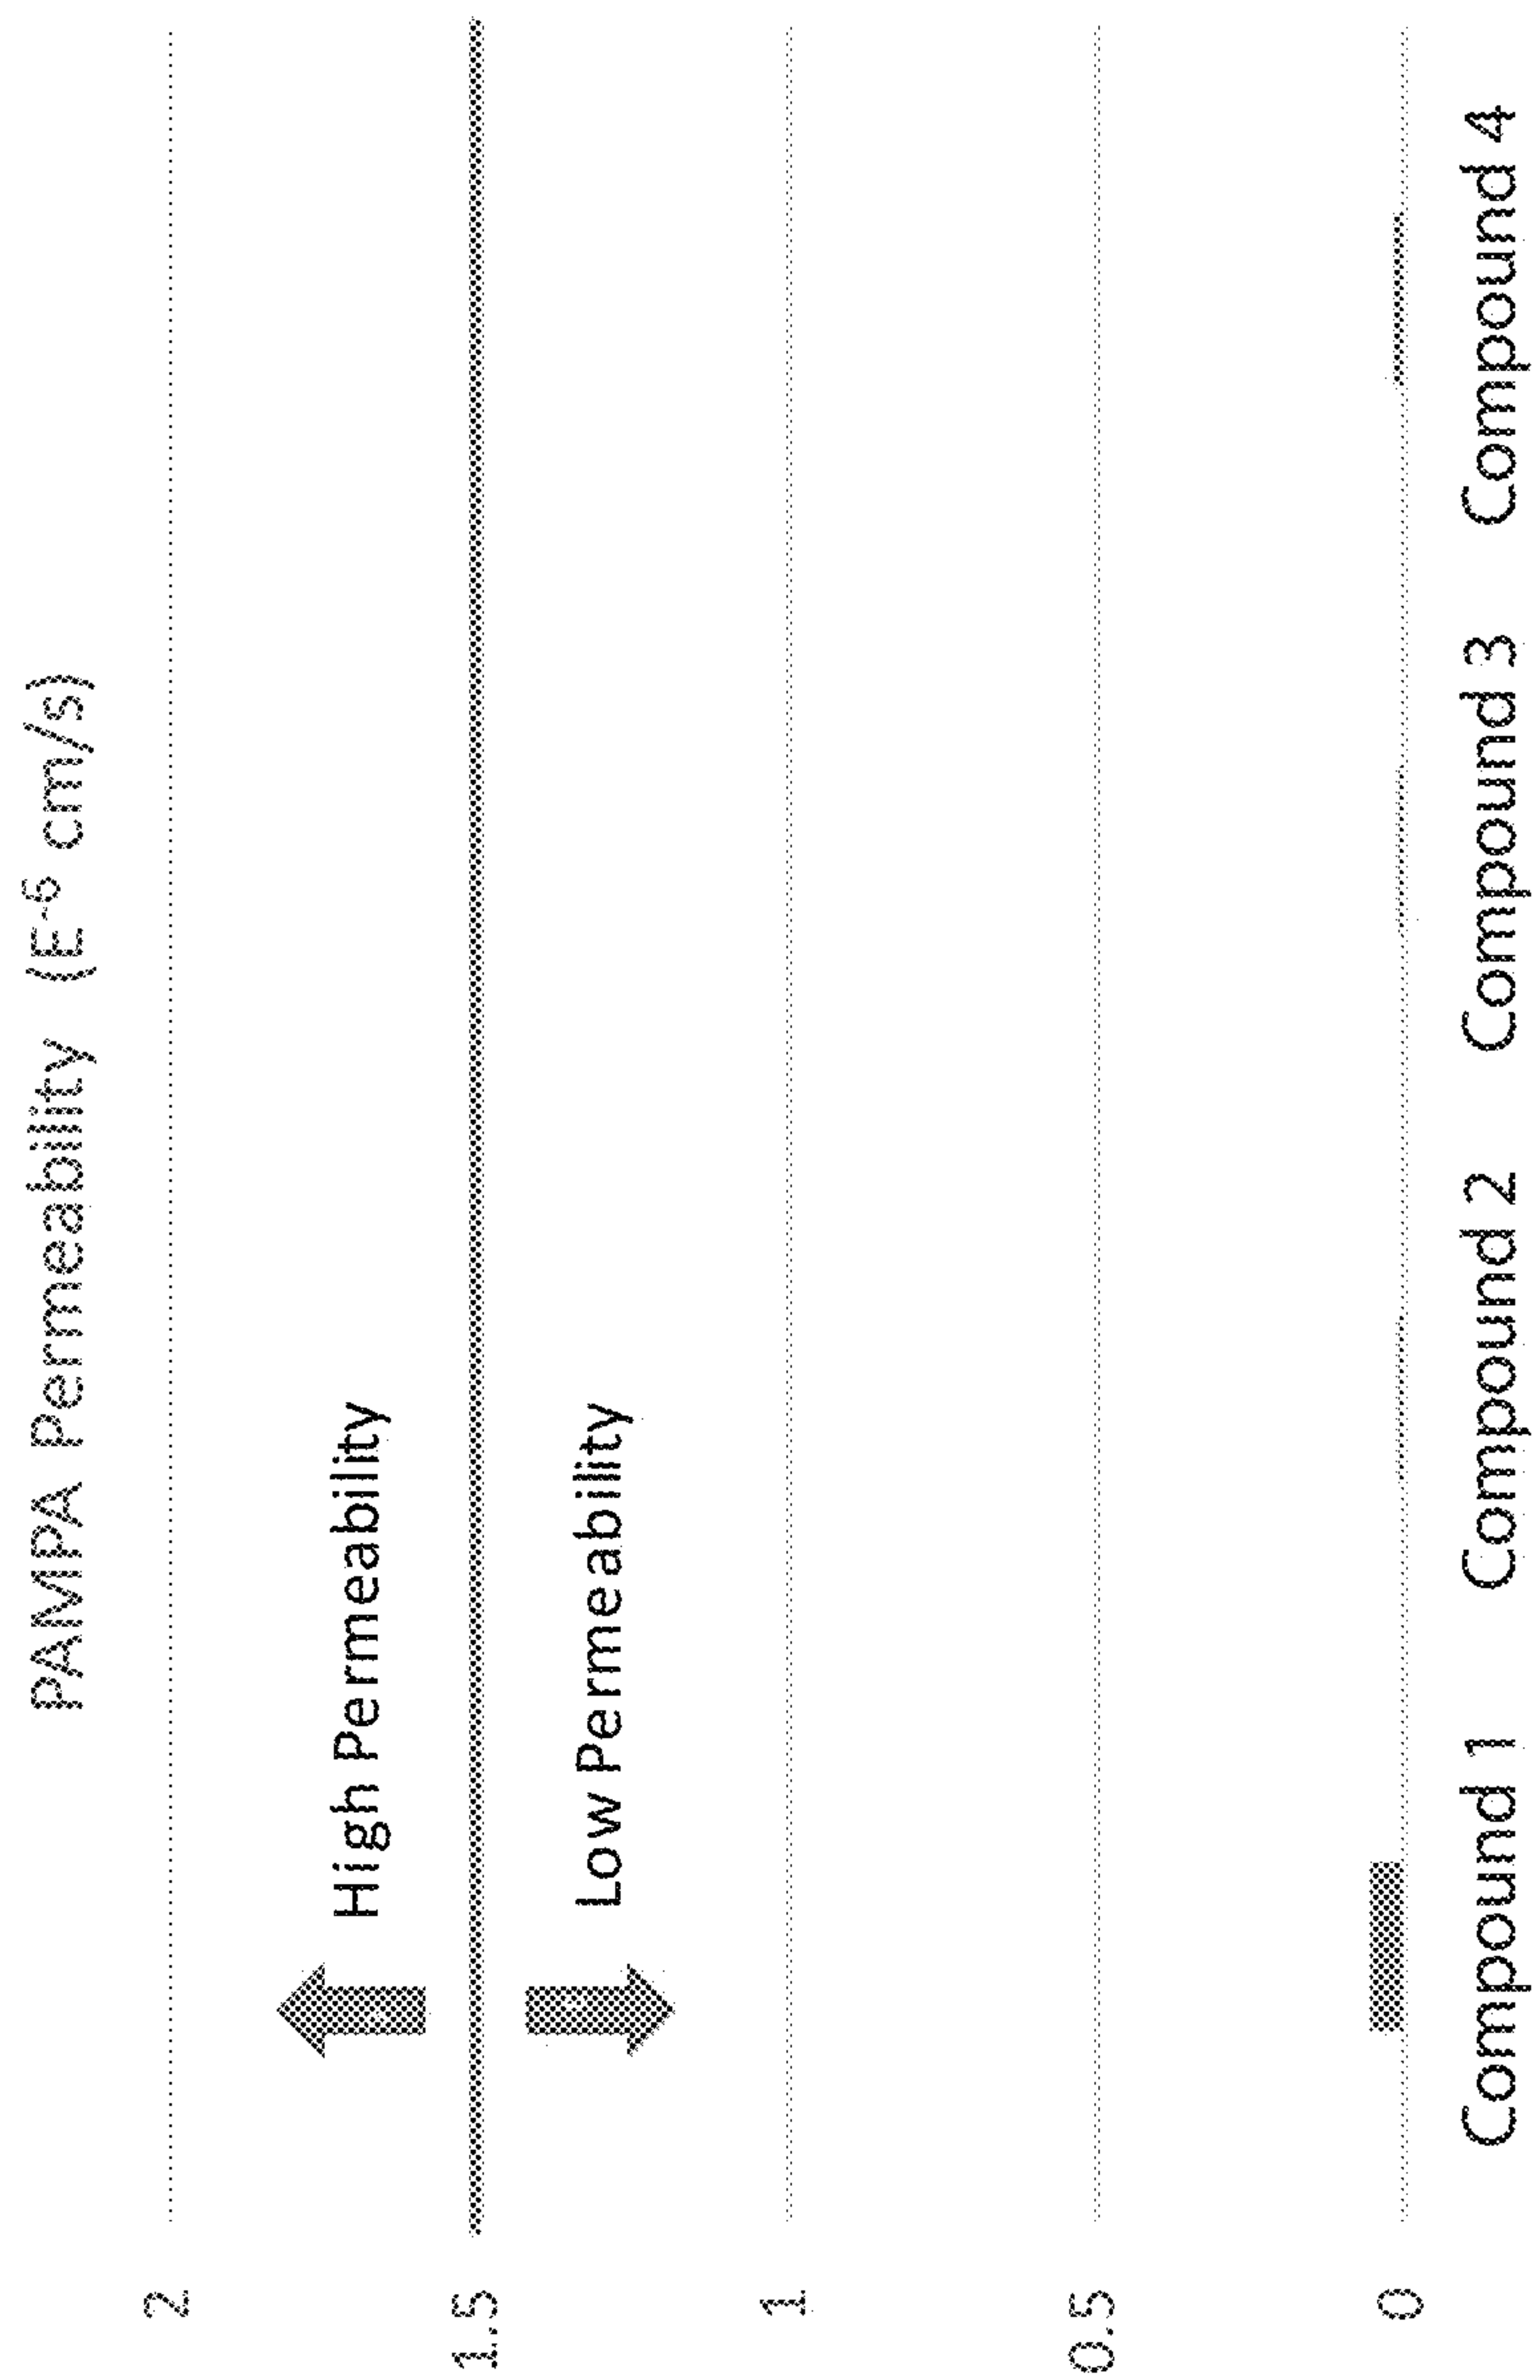 PAMPA Permeability (E⁻⁶ cm/s)
2
High Permeability
1.5
Low Permeability
1
0.5
0
Compound 1
Compound 2
Compound 3
Compound 4